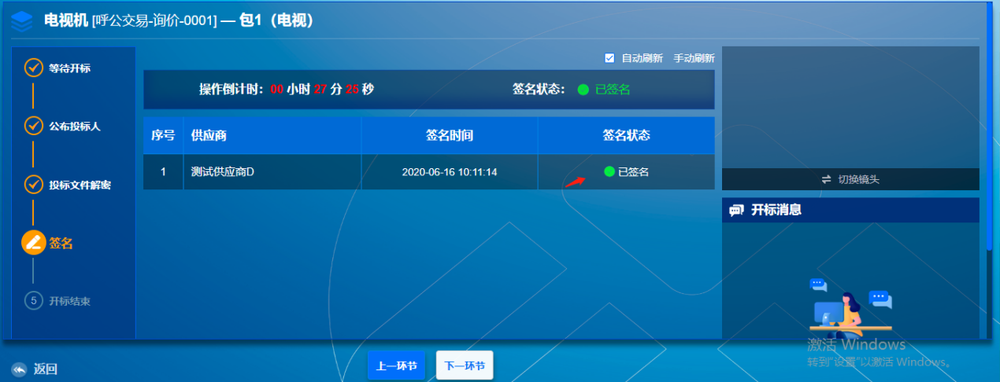 电视机 [呼公交易-询价-0001] — 包1（电视）
等待开标
公布投标人
投标文件解密
签名
5 开标结束
自动刷新 手动刷新
操作倒计时：00 小时 27 分 25 秒 签名状态： 已签名
序号 供应商 签名时间 签名状态
1 测试供应商D 2020-06-16 10:11:14 已签名
切换镜头
开标消息
激活 Windows
转到"设置"以激活 Windows。
返回
上一环节 下一环节